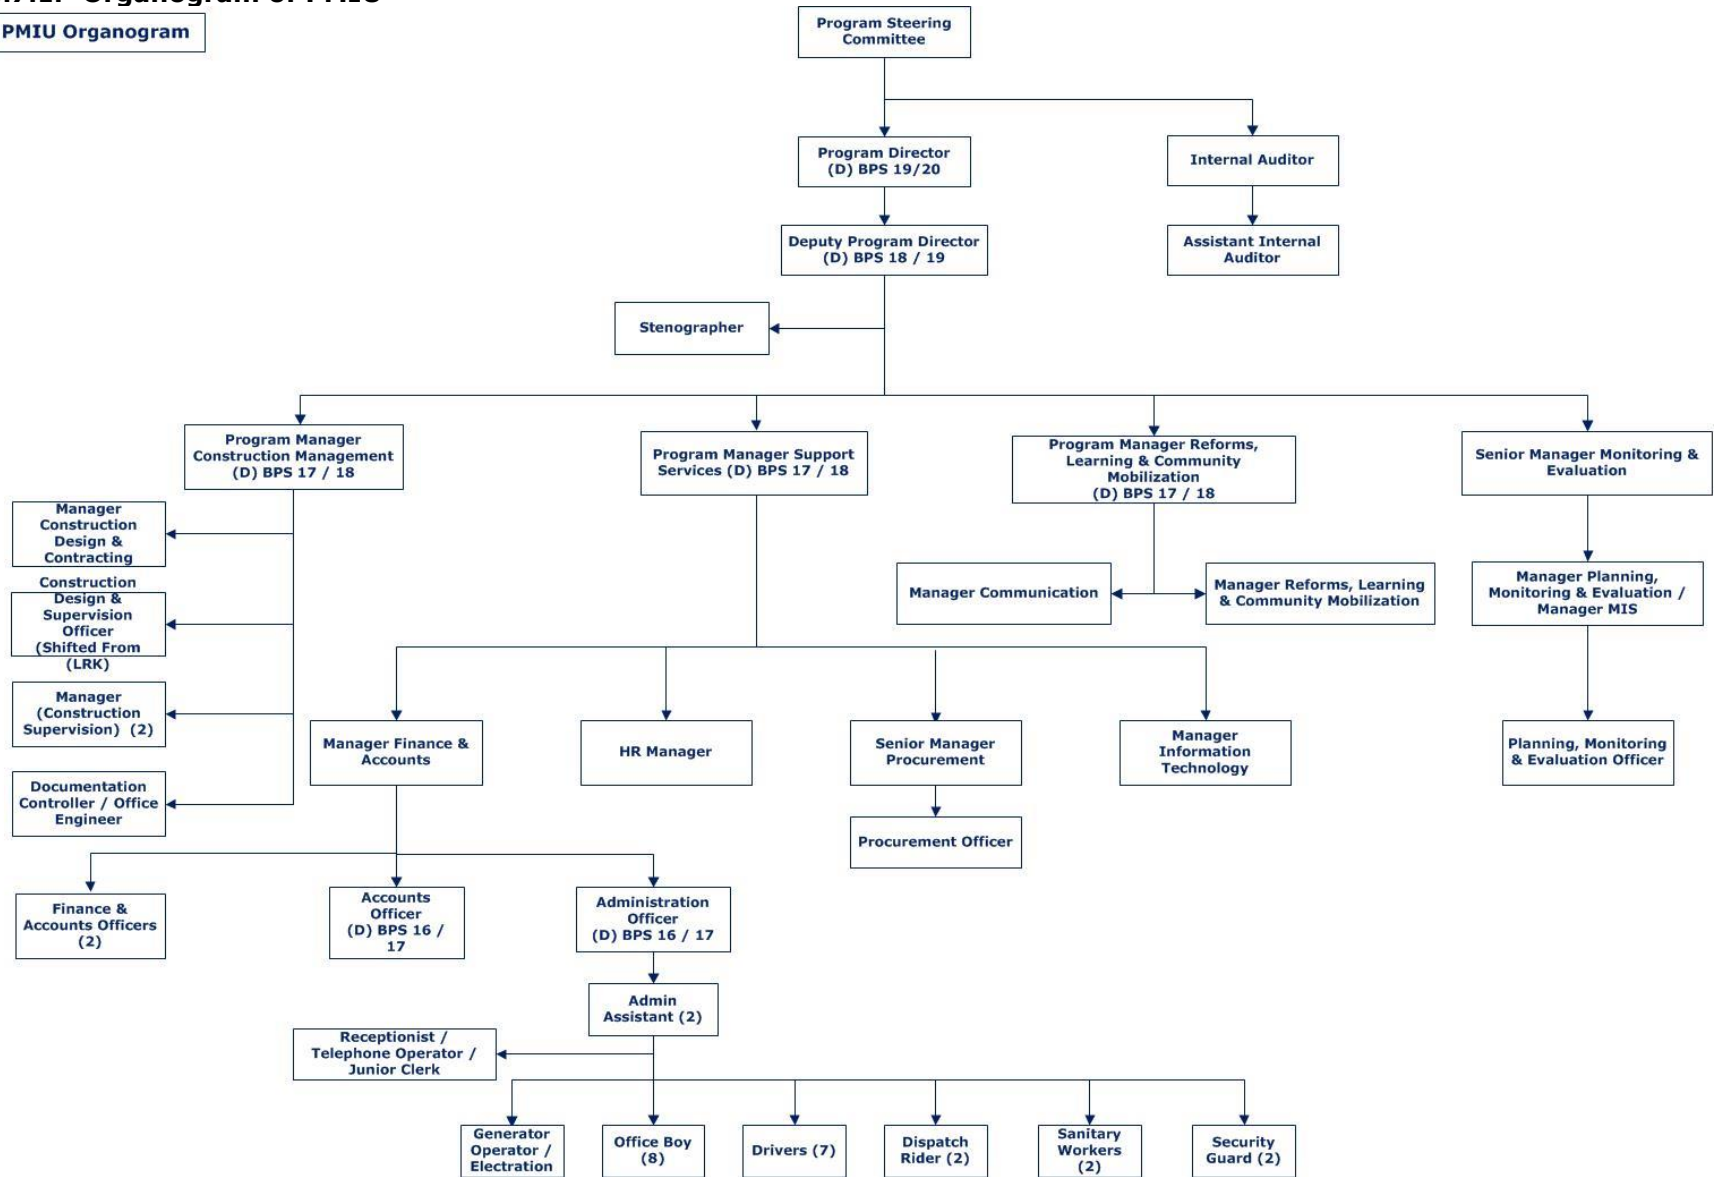 Organogram of PMIU
PMIU Organogram
Program Steering
Committee
Program Director
(D) BPS 19/20
Internal Auditor
Deputy Program Director
(D) BPS 18 / 19
Assistant Internal
Auditor
Stenographer
Program Manager
Construction Management
(D) BPS 17 / 18
Program Manager Support
Services (D) BPS 17 / 18
Program Manager Reforms,
Learning & Community
Mobilization
(D) BPS 17 / 18
Senior Manager Monitoring &
Evaluation
Manager
Construction
Design &
Contracting
Construction
Design &
Supervision
Officer
(Shifted From
(LRK)
Manager
(Construction
Supervision) (2)
Documentation
Controller / Office
Engineer
Manager Communication
Manager Reforms, Learning
& Community Mobilization
Manager Planning,
Monitoring & Evaluation /
Manager MIS
Manager Finance &
Accounts
HR Manager
Senior Manager
Procurement
Manager
Information
Technology
Planning, Monitoring
& Evaluation Officer
Procurement Officer
Finance &
Accounts Officers
(2)
Accounts
Officer
(D) BPS 16 /
17
Administration
Officer
(D) BPS 16 / 17
Admin
Assistant (2)
Receptionist /
Telephone Operator /
Junior Clerk
Generator
Operator /
Electration
Office Boy
(8)
Drivers (7)
Dispatch
Rider (2)
Sanitary
Workers
(2)
Security
Guard (2)